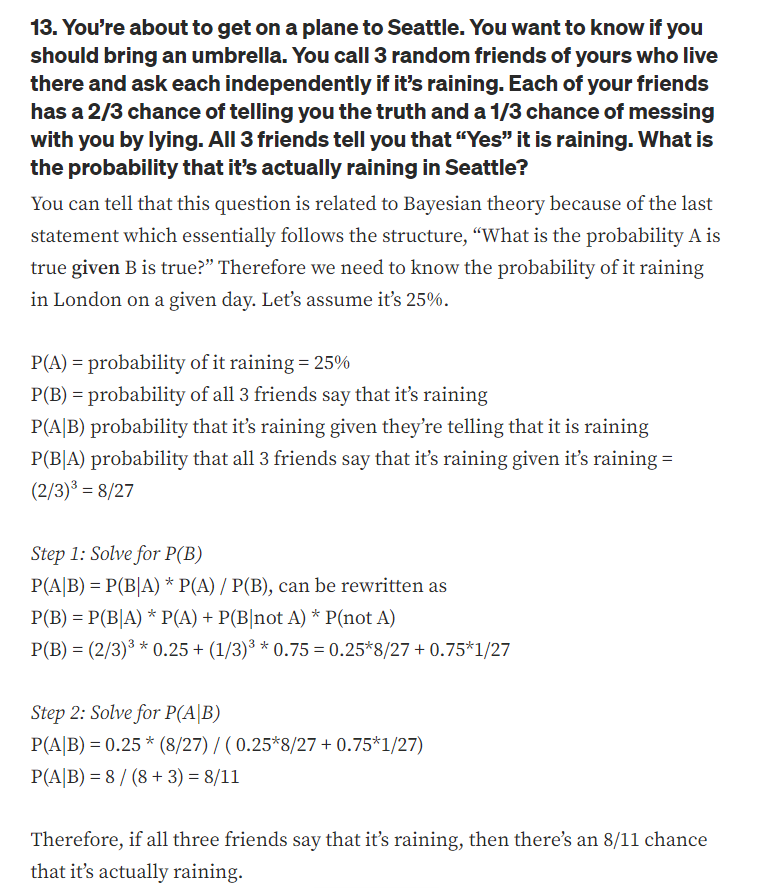 13. You’re about to get on a plane to Seattle. You want to know if you
should bring an umbrella. You call 3 random friends of yours who live
there and ask each independently if it’s raining. Each of your friends
has a 2/3 chance of telling you the truth and a 1/3 chance of messing
with you by lying. All 3 friends tell you that “Yes” it is raining. What is
the probability that it’s actually raining in Seattle?
You can tell that this question is related to Bayesian theory because of the last
statement which essentially follows the structure, “What is the probability A is
true given B is true?” Therefore we need to know the probability of it raining
in London on a given day. Let’s assume it’s 25%.
P(A) = probability of it raining = 25%
P(B) = probability of all 3 friends say that it’s raining
P(A|B) probability that it’s raining given they’re telling that it is raining
P(B|A) probability that all 3 friends say that it’s raining given it’s raining =
(2/3)³ = 8/27
Step 1: Solve for P(B)
P(A|B) = P(B|A) * P(A) / P(B), can be rewritten as
P(B) = P(B|A) * P(A) + P(B|not A) * P(not A)
P(B) = (2/3)³ * 0.25 + (1/3)³ * 0.75 = 0.25*8/27 + 0.75*1/27
Step 2: Solve for P(A|B)
P(A|B) = 0.25 * (8/27) / ( 0.25*8/27 + 0.75*1/27)
P(A|B) = 8 / (8 + 3) = 8/11
Therefore, if all three friends say that it’s raining, then there’s an 8/11 chance
that it’s actually raining.